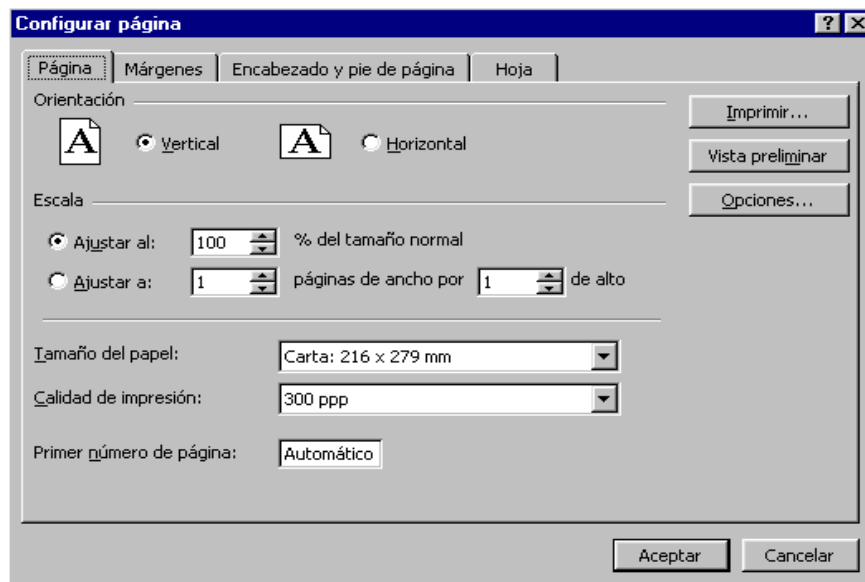 Configurar página
Página Márgenes Encabezado y pie de página Hoja
Orientación
A Vertical A Horizontal
Imprimir...
Vista preliminar
Opciones...
Escala
Ajustar al: 100 % del tamaño normal
Ajustar a: 1 páginas de ancho por 1 de alto
Tamaño del papel: Carta: 216 x 279 mm
Calidad de impresión: 300 ppp
Primer número de página: Automático
Aceptar Cancelar